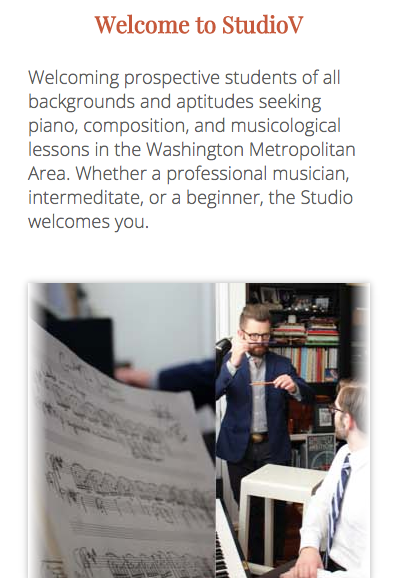 Welcome to StudioV
Welcoming prospective students of all
backgrounds and aptitudes seeking
piano, composition, and musicological
lessons in the Washington Metropolitan
Area. Whether a professional musician,
intermeditate, or a beginner, the Studio
welcomes you.